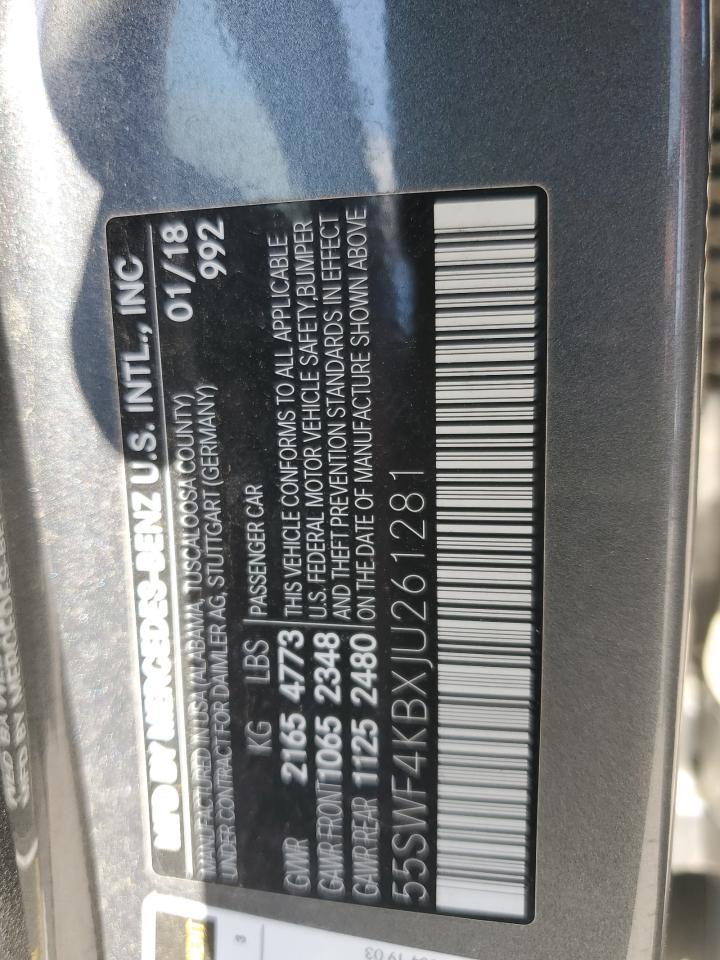 MFD BY MERCEDES-BENZ U.S. INTL., INC
MANUFACTURED IN USA (ALABAMA, TUSCALOOSA COUNTY) 01/18
UNDER CONTRACT FOR DAIMLER AG, STUTTGART (GERMANY) 992
KG LBS PASSENGER CAR
GVWR 2165 4773 THIS VEHICLE CONFORMS TO ALL APPLICABLE
GAWR FRONT 1065 2348 U.S. FEDERAL MOTOR VEHICLE SAFETY,BUMPER
GAWR REAR 1125 2480 AND THEFT PREVENTION STANDARDS IN EFFECT
ON THE DATE OF MANUFACTURE SHOWN ABOVE
55SWF4KBXJU261281
3